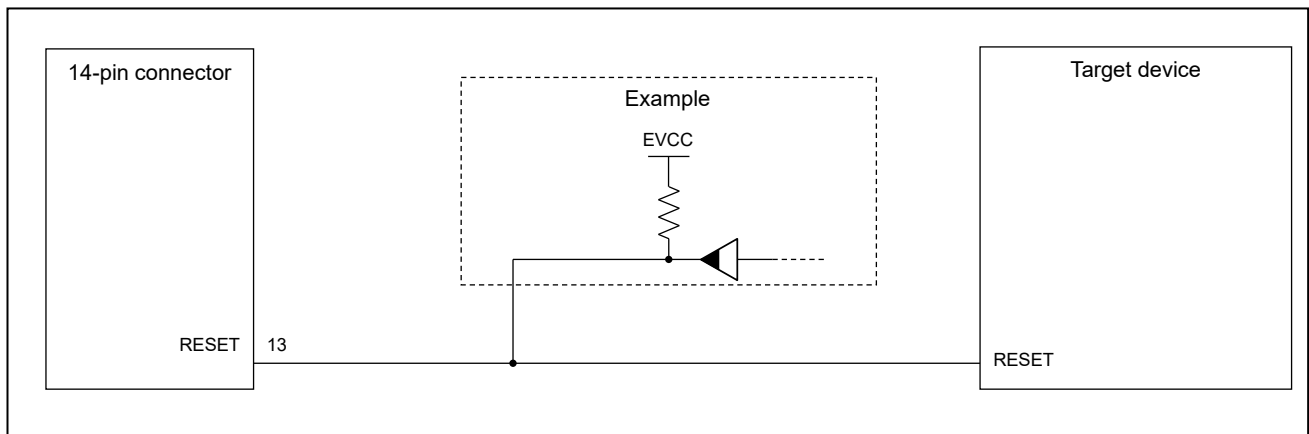 14-pin connector
Example
Target device
EVCC
RESET 13
RESET